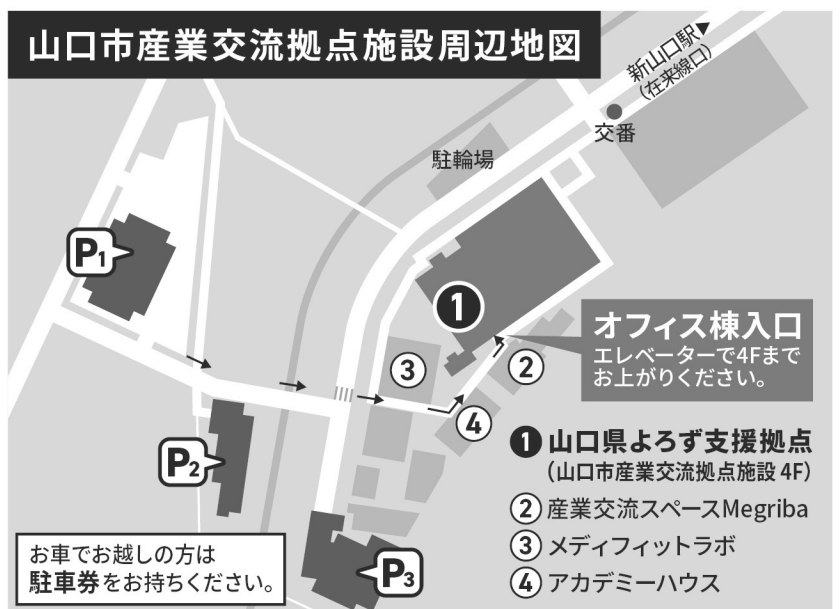 山口市産業交流拠点施設周辺地図
新山口駅▶
(在来線口)
交番
駐輪場
P1
1
オフィス棟入口
エレベーターで4Fまで
お上がりください。
3
2
4
P2
1 山口県よろず支援拠点
(山口市産業交流拠点施設 4F)
2 産業交流スペースMegriba
3 メディフィットラボ
4 アカデミーハウス
お車でお越しの方は
駐車券をお持ちください。
P3